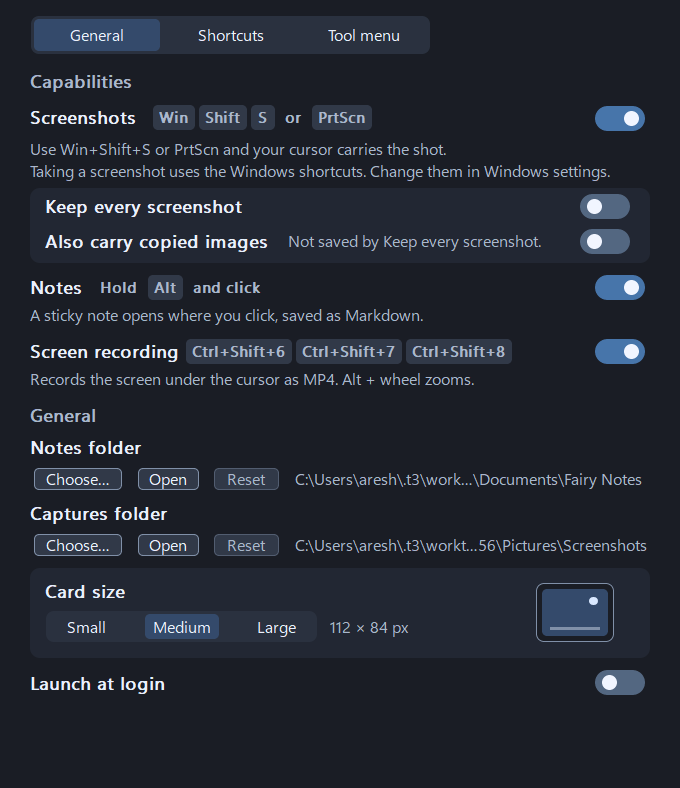 General Shortcuts Tool menu
Capabilities
Screenshots Win Shift S or PrtScn
Use Win+Shift+S or PrtScn and your cursor carries the shot.
Taking a screenshot uses the Windows shortcuts. Change them in Windows settings.
Keep every screenshot
Also carry copied images Not saved by Keep every screenshot.
Notes Hold Alt and click
A sticky note opens where you click, saved as Markdown.
Screen recording Ctrl+Shift+6 Ctrl+Shift+7 Ctrl+Shift+8
Records the screen under the cursor as MP4. Alt + wheel zooms.
General
Notes folder
Choose... Open Reset C:\Users\aresh\.t3\work...\Documents\Fairy Notes
Captures folder
Choose... Open Reset C:\Users\aresh\.t3\workt...56\Pictures\Screenshots
Card size
Small Medium Large 112 × 84 px
Launch at login